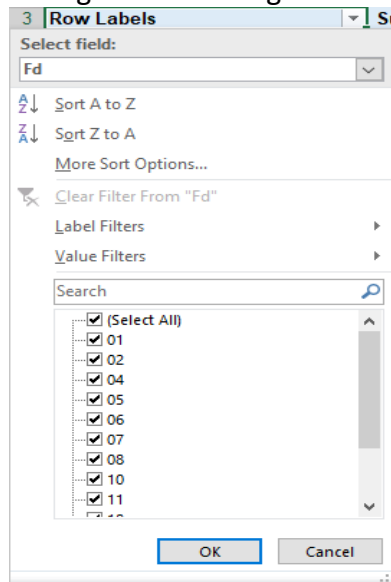 3 Row Labels S
Select field:
Fd
Sort A to Z
Sort Z to A
More Sort Options...
Clear Filter From "Fd"
Label Filters
Value Filters
Search
(Select All)
01
02
04
05
06
07
08
10
11
OK Cancel